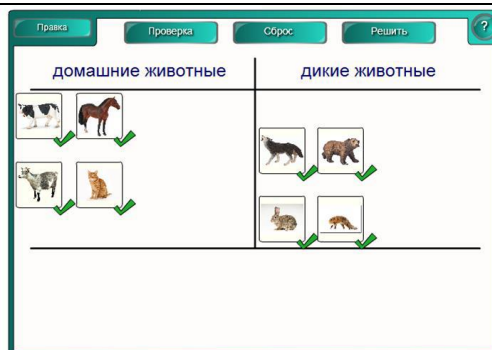 Правка
Проверка
Сброс
Решить
?
домашние животные
дикие животные